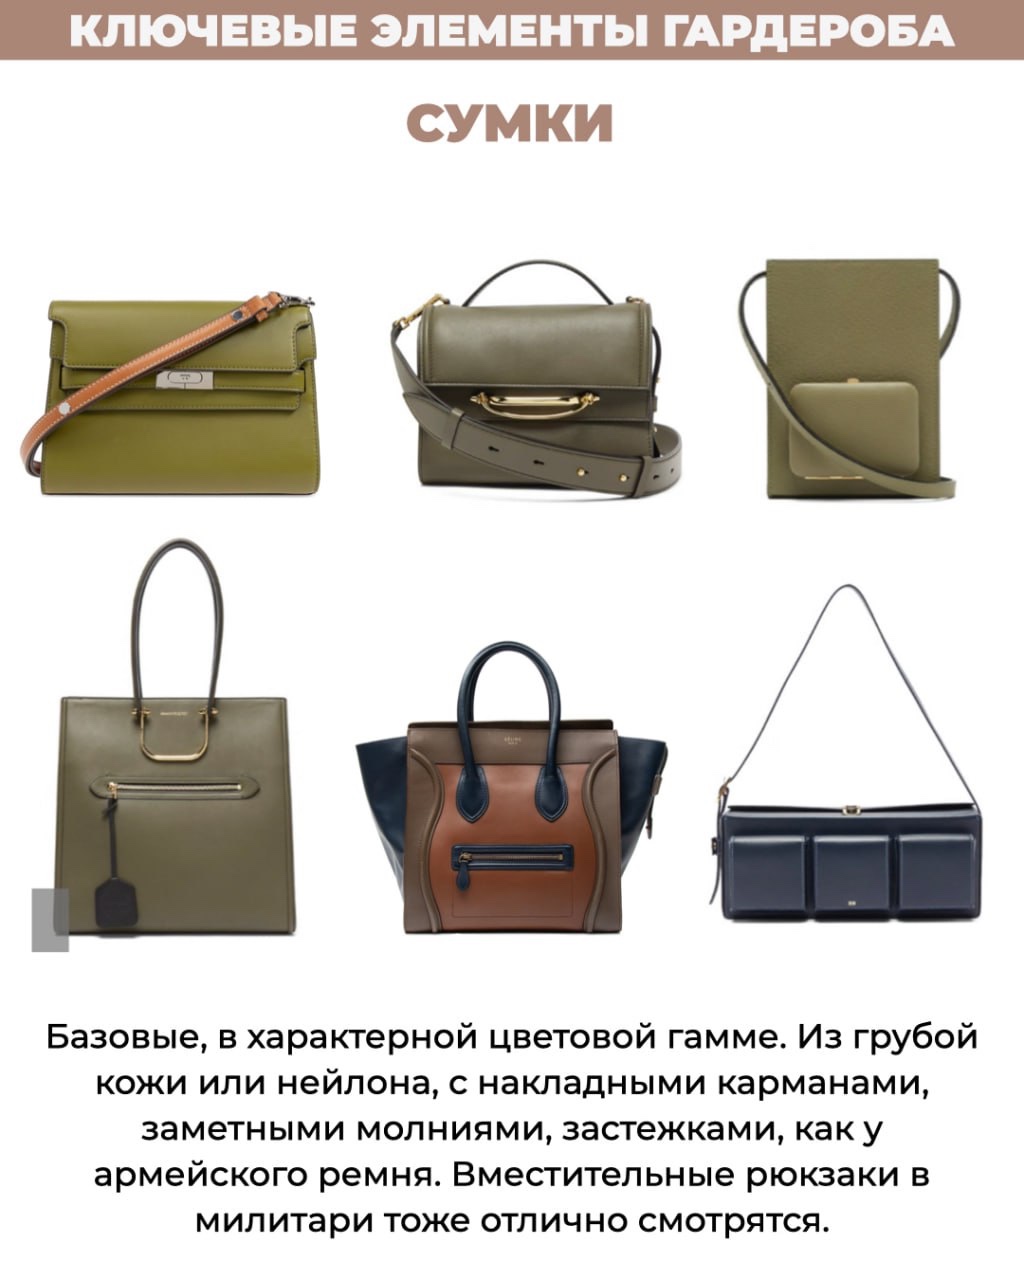 КЛЮЧЕВЫЕ ЭЛЕМЕНТЫ ГАРДЕРОБА
СУМКИ
CÉLINE
Базовые, в характерной цветовой гамме. Из грубой
кожи или нейлона, с накладными карманами,
заметными молниями, застежками, как у
армейского ремня. Вместительные рюкзаки в
милитари тоже отлично смотрятся.